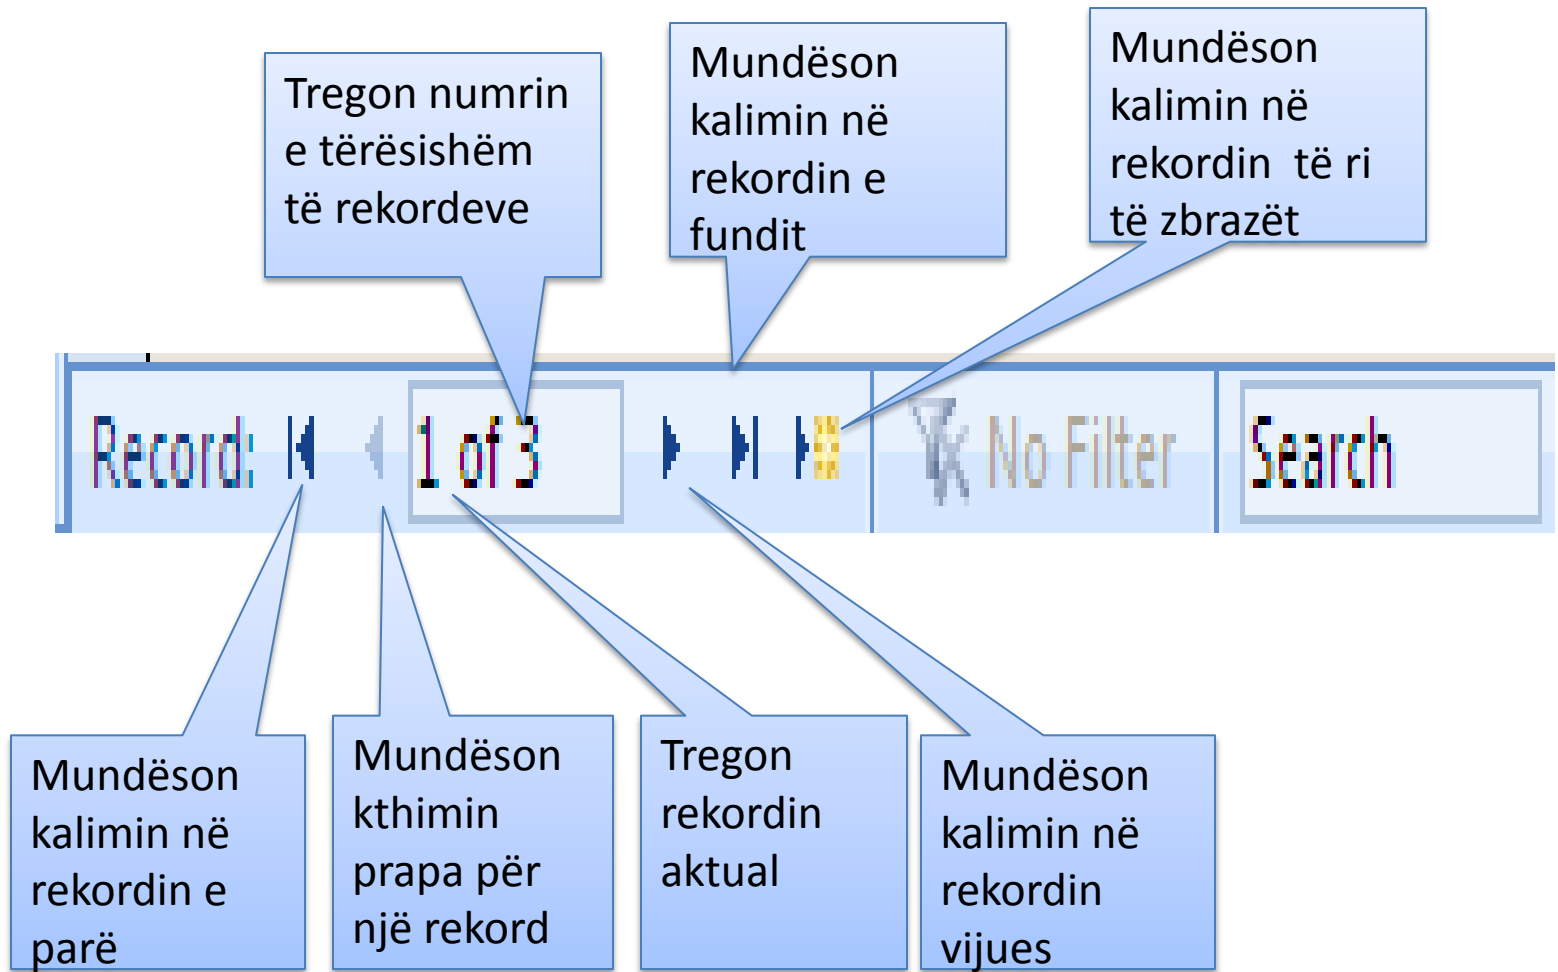 Tregon numrin
e tërësishëm
të rekordeve
Mundëson
kalimin në
rekordin e
fundit
Mundëson
kalimin në
rekordin të ri
të zbrazët
Record: 1 of 3 No Filter Search
Mundëson
kalimin në
rekordin e
parë
Mundëson
kthimin
prapa për
një rekord
Tregon
rekordin
aktual
Mundëson
kalimin në
rekordin
vijues